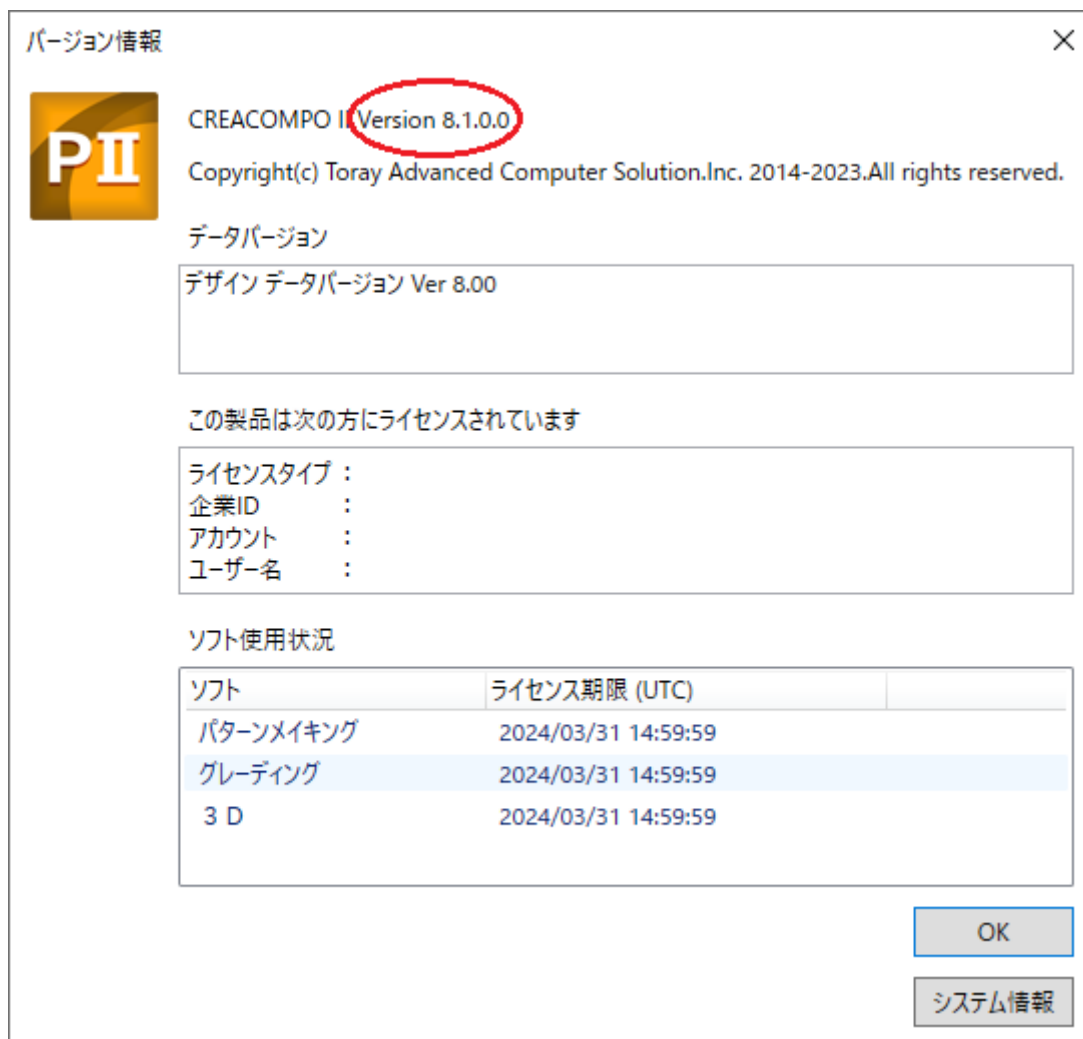 バージョン情報
PII
CREACOMPO II Version 8.1.0.0
Copyright(c) Toray Advanced Computer Solution.Inc. 2014-2023.All rights reserved.
データバージョン
デザイン データバージョン Ver 8.00
この製品は次の方にライセンスされています
ライセンスタイプ :
企業ID :
アカウント :
ユーザー名 :
ソフト使用状況
ソフト ライセンス期限 (UTC)
パターンメイキング 2024/03/31 14:59:59
グレーディング 2024/03/31 14:59:59
３Ｄ 2024/03/31 14:59:59
OK
システム情報